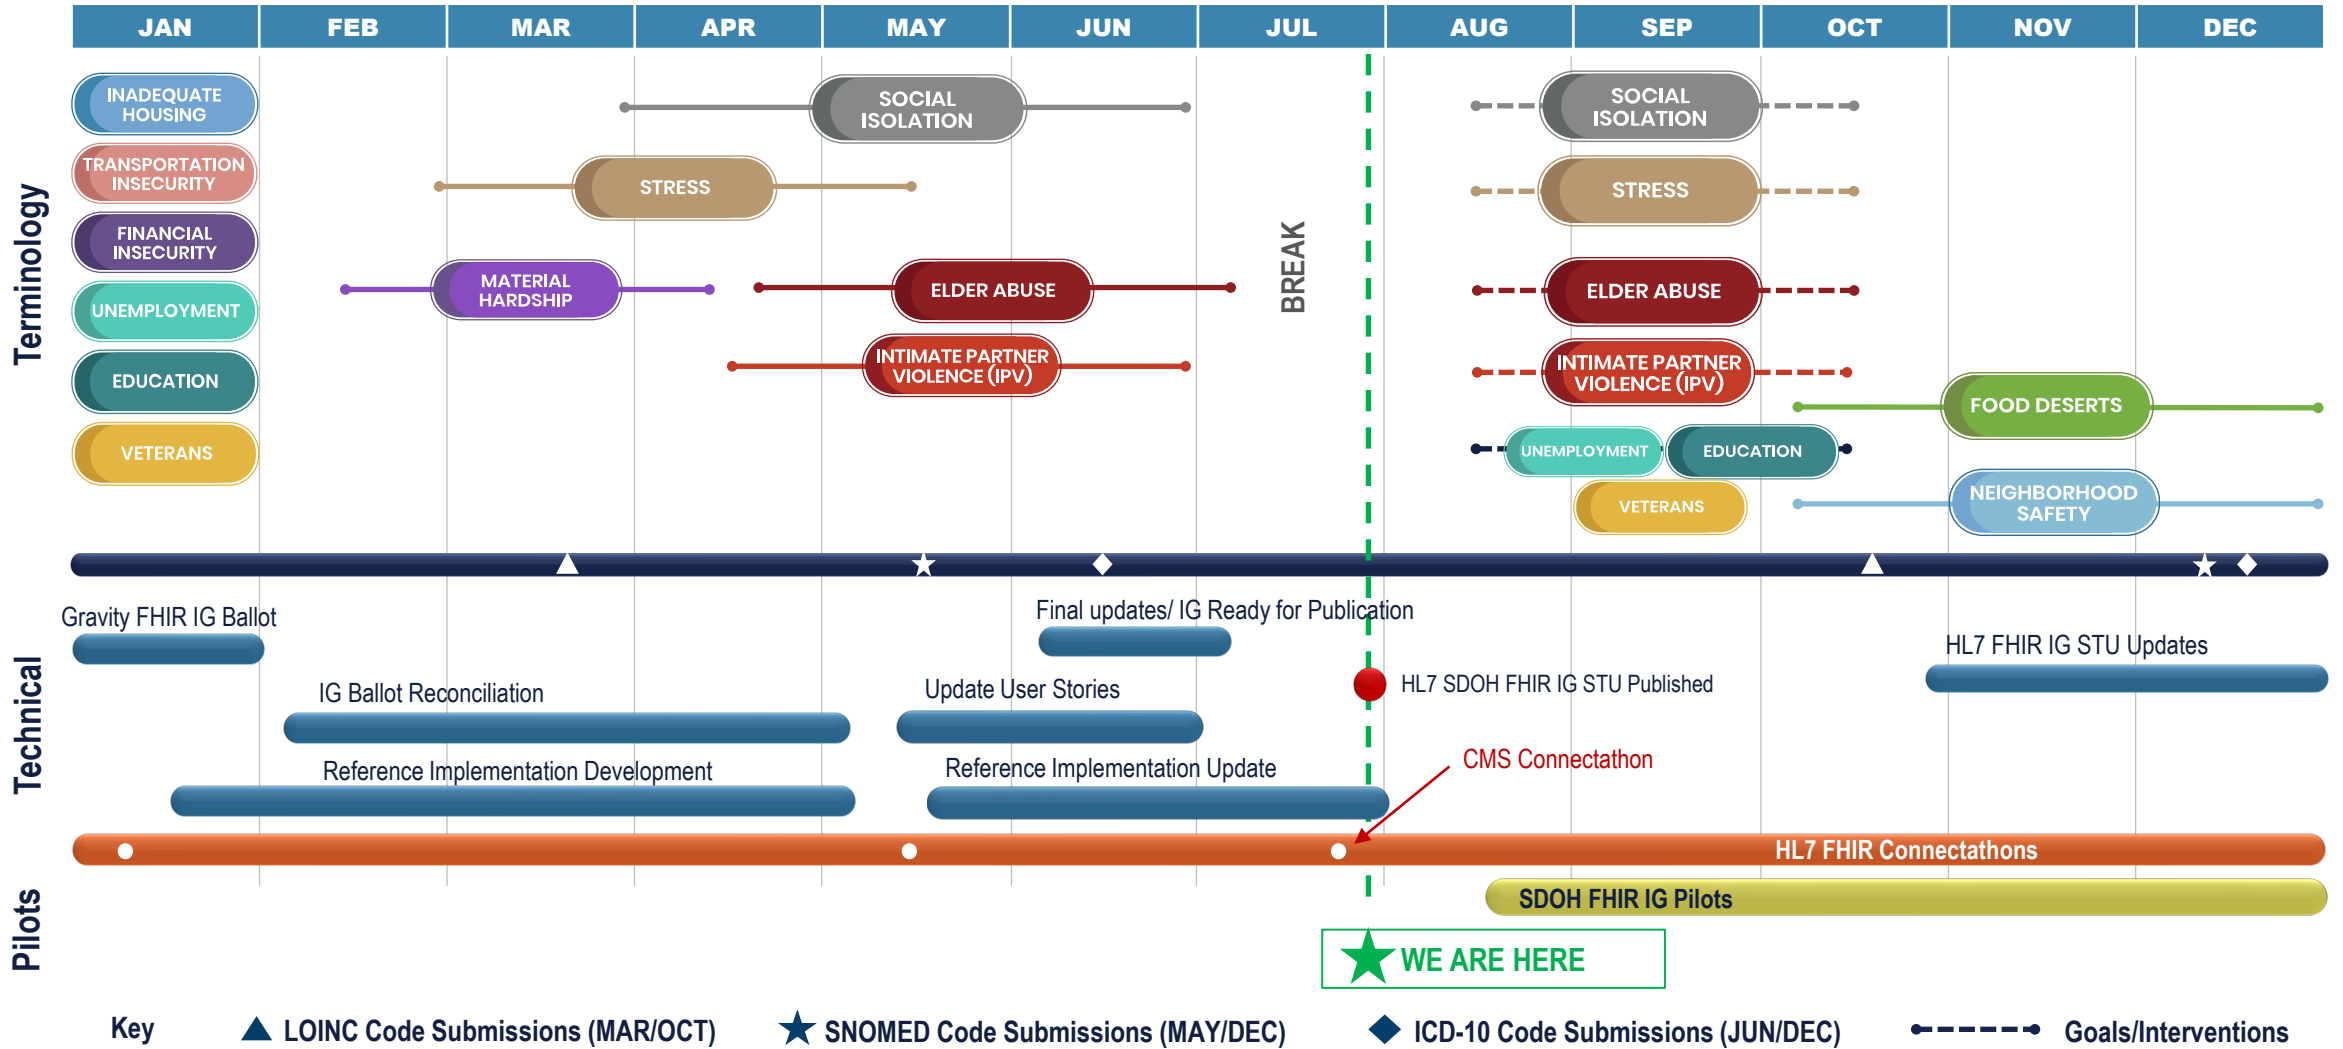 JAN FEB MAR APR MAY JUN JUL AUG SEP OCT NOV DEC
Terminology
INADEQUATE
HOUSING
TRANSPORTATION
INSECURITY
FINANCIAL
INSECURITY
UNEMPLOYMENT
EDUCATION
VETERANS
SOCIAL
ISOLATION
STRESS
MATERIAL
HARDSHIP
ELDER ABUSE
INTIMATE PARTNER
VIOLENCE (IPV)
BREAK
SOCIAL
ISOLATION
STRESS
ELDER ABUSE
INTIMATE PARTNER
VIOLENCE (IPV)
UNEMPLOYMENT
EDUCATION
VETERANS
FOOD DESERTS
NEIGHBORHOOD
SAFETY
Technical
Gravity FHIR IG Ballot
Final updates/ IG Ready for Publication
HL7 FHIR IG STU Updates
IG Ballot Reconciliation
Update User Stories
HL7 SDOH FHIR IG STU Published
Reference Implementation Development
Reference Implementation Update
CMS Connectathon
HL7 FHIR Connectathons
Pilots
SDOH FHIR IG Pilots
WE ARE HERE
Key
LOINC Code Submissions (MAR/OCT)
SNOMED Code Submissions (MAY/DEC)
ICD-10 Code Submissions (JUN/DEC)
Goals/Interventions